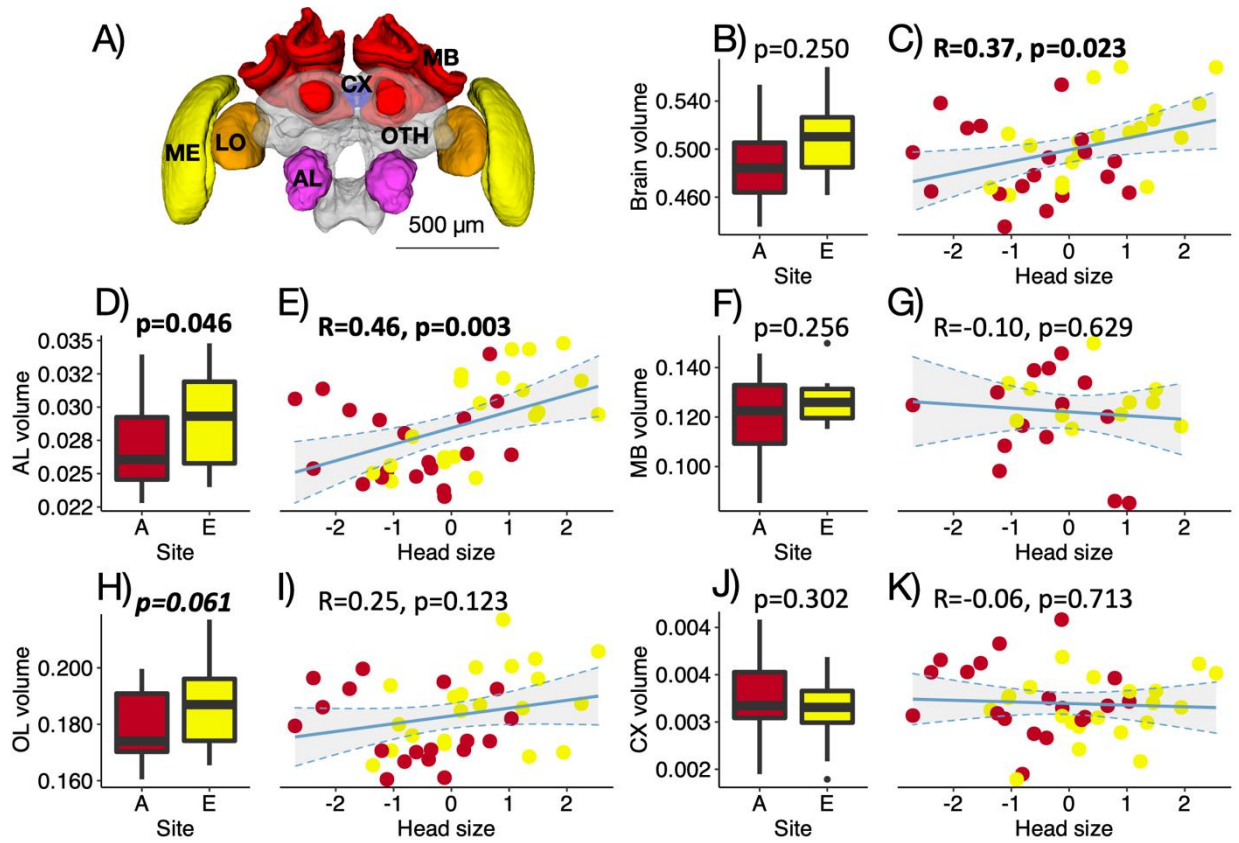 A)
MB
CX
LO
OTH
ME
AL
500 μm
B)
p=0.250
Brain volume
0.540
0.500
0.460
A E
Site
C)
R=0.37, p=0.023
-2 -1 0 1 2
Head size
D)
p=0.046
AL volume
0.035
0.032
0.030
0.028
0.025
0.022
A E
Site
E)
R=0.46, p=0.003
-2 -1 0 1 2
Head size
F)
p=0.256
MB volume
0.140
0.120
0.100
A E
Site
G)
R=-0.10, p=0.629
-2 -1 0 1 2
Head size
H)
p=0.061
OL volume
0.200
0.180
0.160
A E
Site
I)
R=0.25, p=0.123
-2 -1 0 1 2
Head size
J)
p=0.302
CX volume
0.004
0.004
0.003
0.002
A E
Site
K)
R=-0.06, p=0.713
-2 -1 0 1 2
Head size